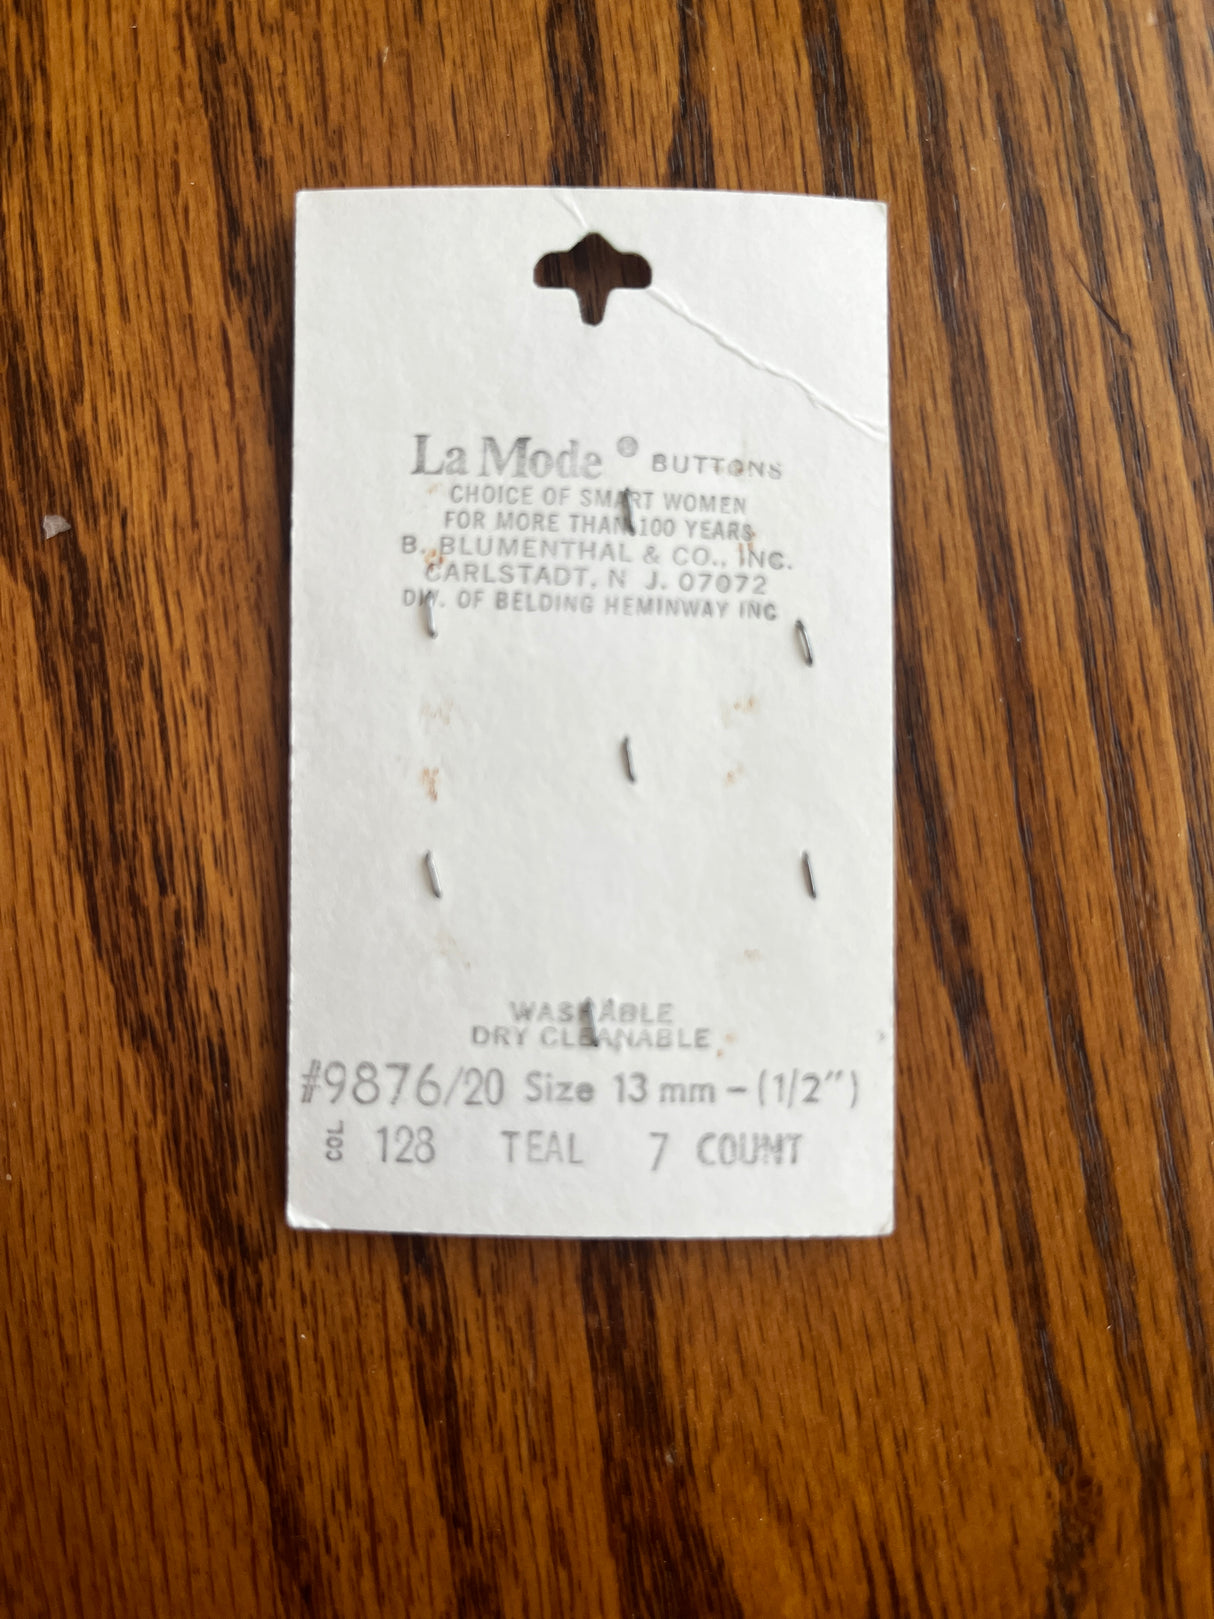 La Mode ® BUTTONS
CHOICE OF SMART WOMEN
FOR MORE THAN 100 YEARS
B. BLUMENTHAL & CO., INC.
CARLSTADT, N J. 07072
DIV. OF BELDING HEMINWAY INC
WASHABLE
DRY CLEANABLE
#9876/20 Size 13 mm – (1/2")
COL 128 TEAL 7 COUNT